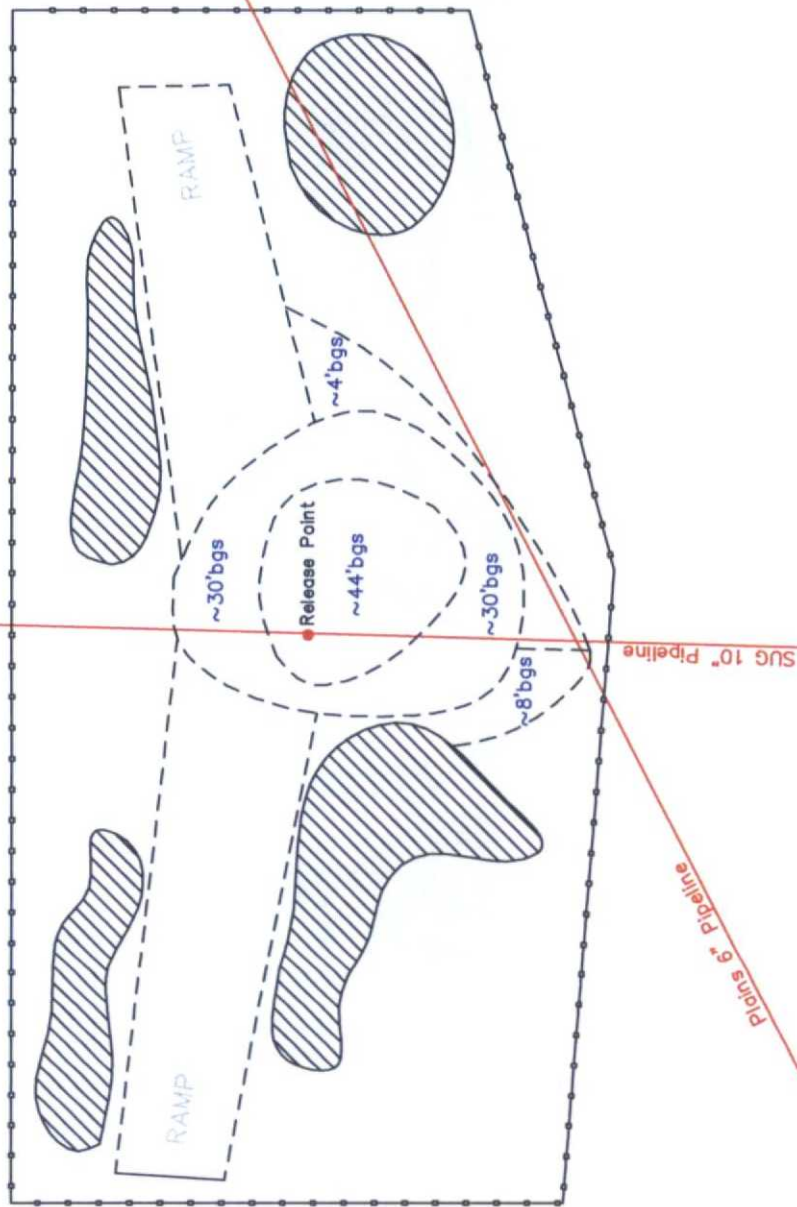 RAMP
~4'bgs
~30'bgs
Release Point
~44'bgs
~30'bgs
SUG 10" Pipeline
~8'bgs
Plains 6" Pipeline
RAMP